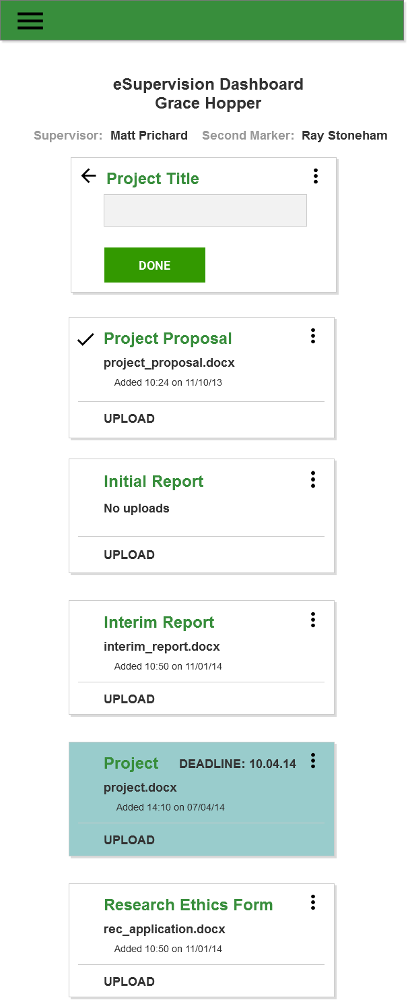 eSupervision Dashboard
Grace Hopper
Supervisor: Matt Prichard Second Marker: Ray Stoneham
Project Title
DONE
Project Proposal
project_proposal.docx
Added 10:24 on 11/10/13
UPLOAD
Initial Report
No uploads
UPLOAD
Interim Report
interim_report.docx
Added 10:50 on 11/01/14
UPLOAD
Project DEADLINE: 10.04.14
project.docx
Added 14:10 on 07/04/14
UPLOAD
Research Ethics Form
rec_application.docx
Added 10:50 on 11/01/14
UPLOAD